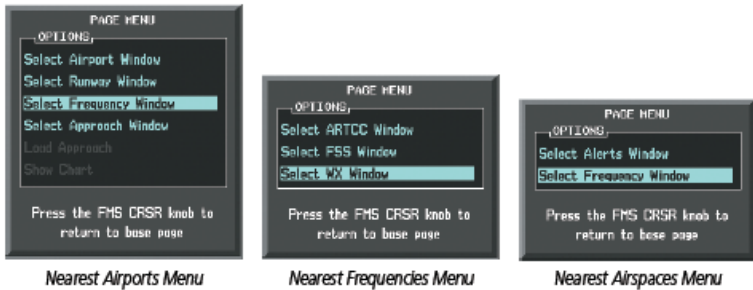 PAGE MENU
OPTIONS
Select Airport Window
Select Runway Window
Select Frequency Window
Select Approach Window
Load Approach
Show Chart
Press the FMS CRSR knob to
return to base page
Nearest Airports Menu
PAGE MENU
OPTIONS
Select ARTCC Window
Select FSS Window
Select WX Window
Press the FMS CRSR knob to
return to base page
Nearest Frequencies Menu
PAGE MENU
OPTIONS
Select Alerts Window
Select Frequency Window
Press the FMS CRSR knob to
return to base page
Nearest Airspaces Menu